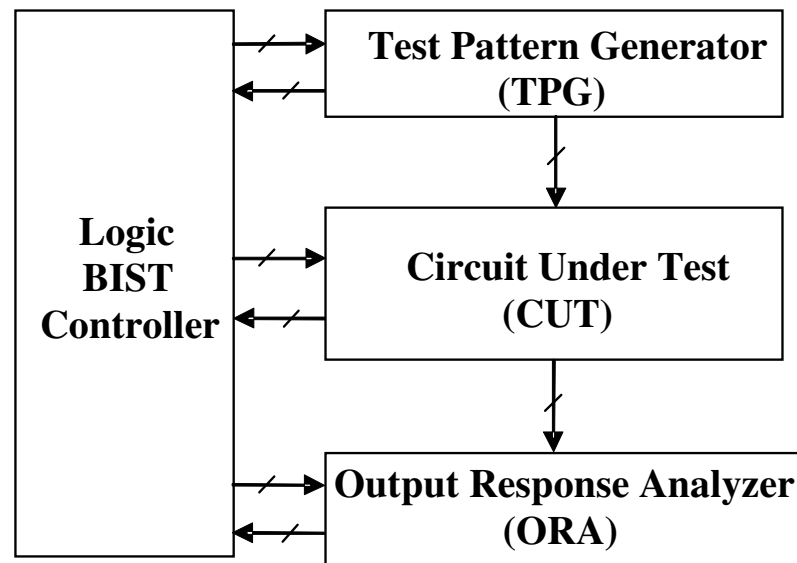 Test Pattern Generator
(TPG)
Logic
BIST
Controller
Circuit Under Test
(CUT)
Output Response Analyzer
(ORA)